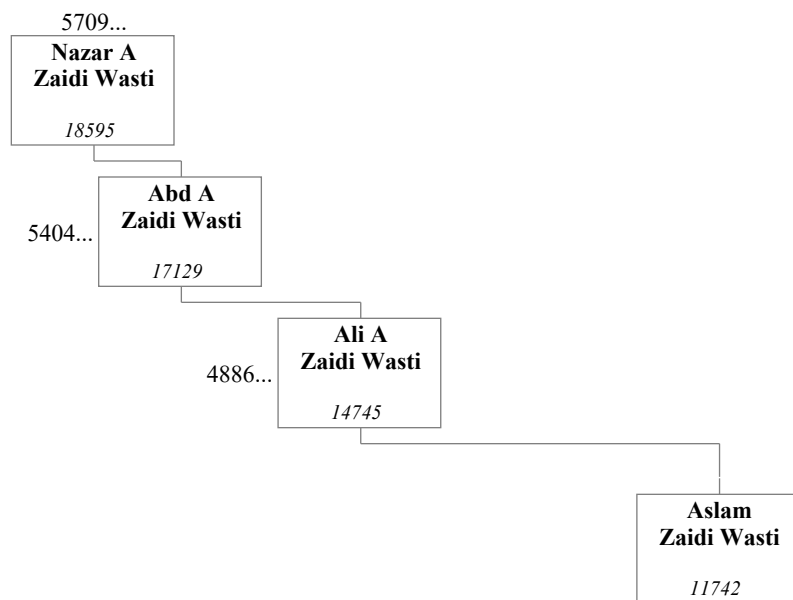 5709...
Nazar A
Zaidi Wasti
18595
Abd A
Zaidi Wasti
5404...
17129
Ali A
Zaidi Wasti
4886...
14745
Aslam
Zaidi Wasti
11742